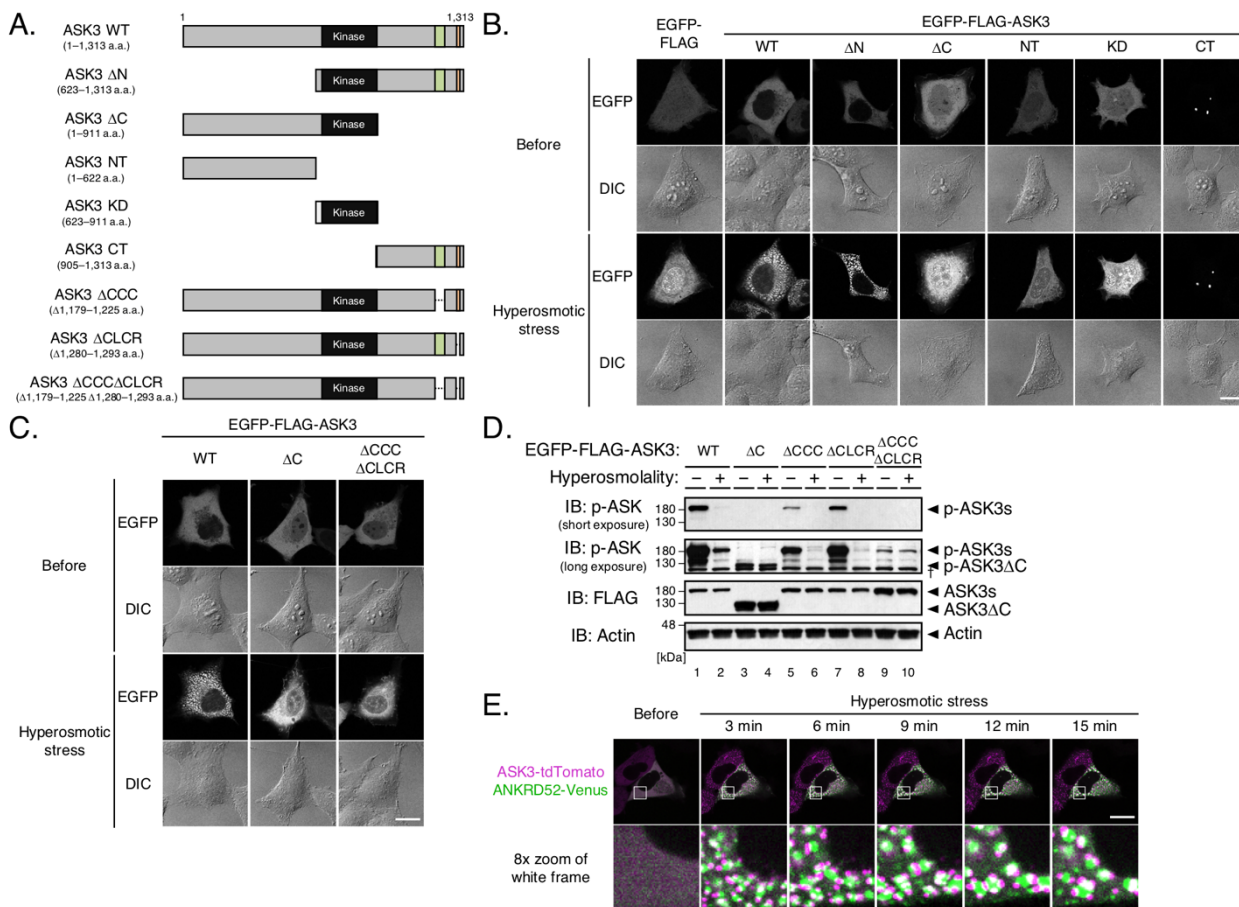 A.
1
1,313
ASK3 WT
(1–1,313 a.a.)
Kinase
ASK3 ΔN
(623–1,313 a.a.)
Kinase
ASK3 ΔC
(1–911 a.a.)
Kinase
ASK3 NT
(1–622 a.a.)
ASK3 KD
(623–911 a.a.)
Kinase
ASK3 CT
(905–1,313 a.a.)
ASK3 ΔCCC
(Δ1,179–1,225 a.a.)
Kinase
ASK3 ΔCLCR
(Δ1,280–1,293 a.a.)
Kinase
ASK3 ΔCCCΔCLCR
(Δ1,179–1,225 Δ1,280–1,293 a.a.)
Kinase
B.
EGFP-
FLAG
EGFP-FLAG-ASK3
WT ΔN ΔC NT KD CT
Before
EGFP
DIC
Hyperosmotic
stress
EGFP
DIC
C.
EGFP-FLAG-ASK3
WT ΔC ΔCCC
ΔCLCR
Before
EGFP
DIC
Hyperosmotic
stress
EGFP
DIC
D.
EGFP-FLAG-ASK3: WT ΔC ΔCCC ΔCLCR ΔCCC
ΔCLCR
Hyperosmolality: – + – + – + – + – +
IB: p-ASK
(short exposure)
180
130
p-ASK3s
IB: p-ASK
(long exposure)
180
130
p-ASK3s
p-ASK3ΔC
†
IB: FLAG
180
130
ASK3s
ASK3ΔC
IB: Actin
48
Actin
[kDa]
1 2 3 4 5 6 7 8 9 10
E.
Before
Hyperosmotic stress
3 min 6 min 9 min 12 min 15 min
ASK3-tdTomato
ANKRD52-Venus
8x zoom of
white frame